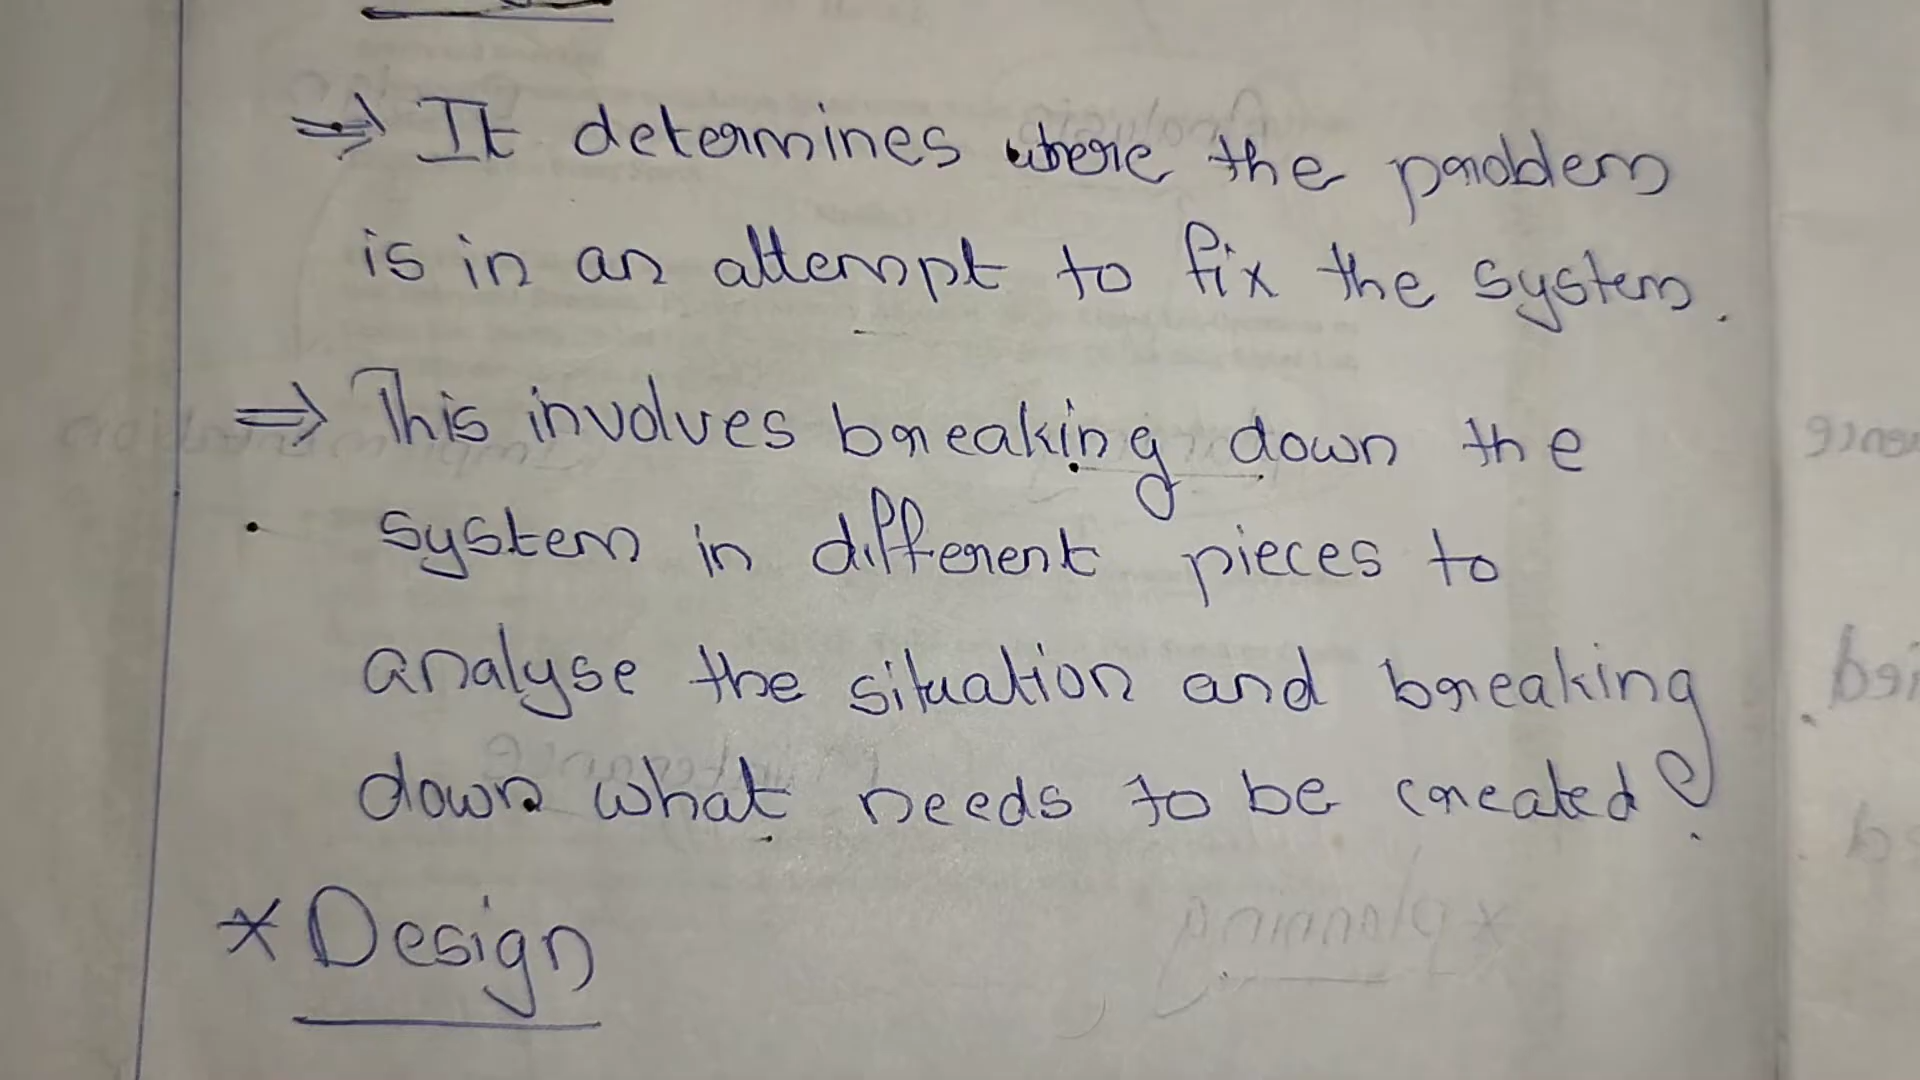 ⇒ It determines where the problem
is in an attempt to fix the system.
⇒ This involves breaking down the
system in different pieces to
analyse the situation and breaking
down what needs to be created.
* Design